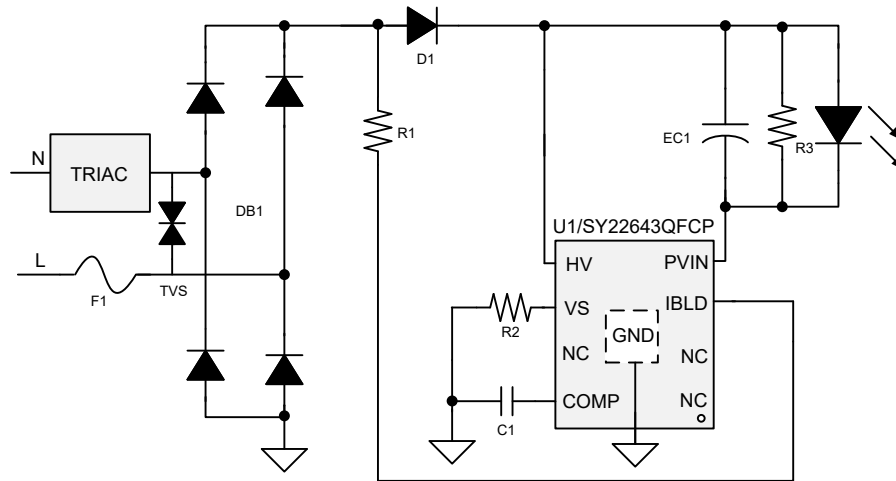 D1
R1
EC1
R3
N
TRIAC
DB1
U1/SY22643QFCP
L
F1
TVS
HV
PVIN
VS
IBLD
R2
GND
NC
NC
COMP
NC
C1